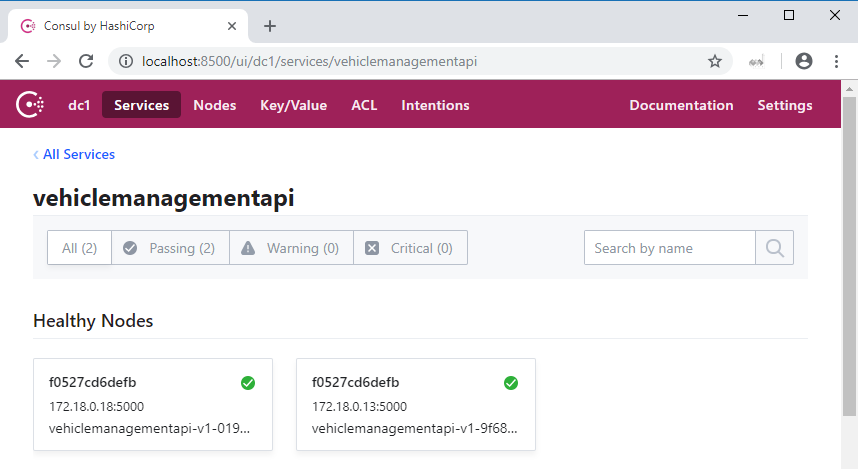 Consul by HashiCorp
localhost:8500/ui/dc1/services/vehiclemanagementapi
dc1 Services Nodes Key/Value ACL Intentions Documentation Settings
‹ All Services
vehiclemanagementapi
All (2) Passing (2) Warning (0) Critical (0) Search by name
Healthy Nodes
f0527cd6defb f0527cd6defb
172.18.0.18:5000 172.18.0.13:5000
vehiclemanagementapi-v1-019... vehiclemanagementapi-v1-9f68...